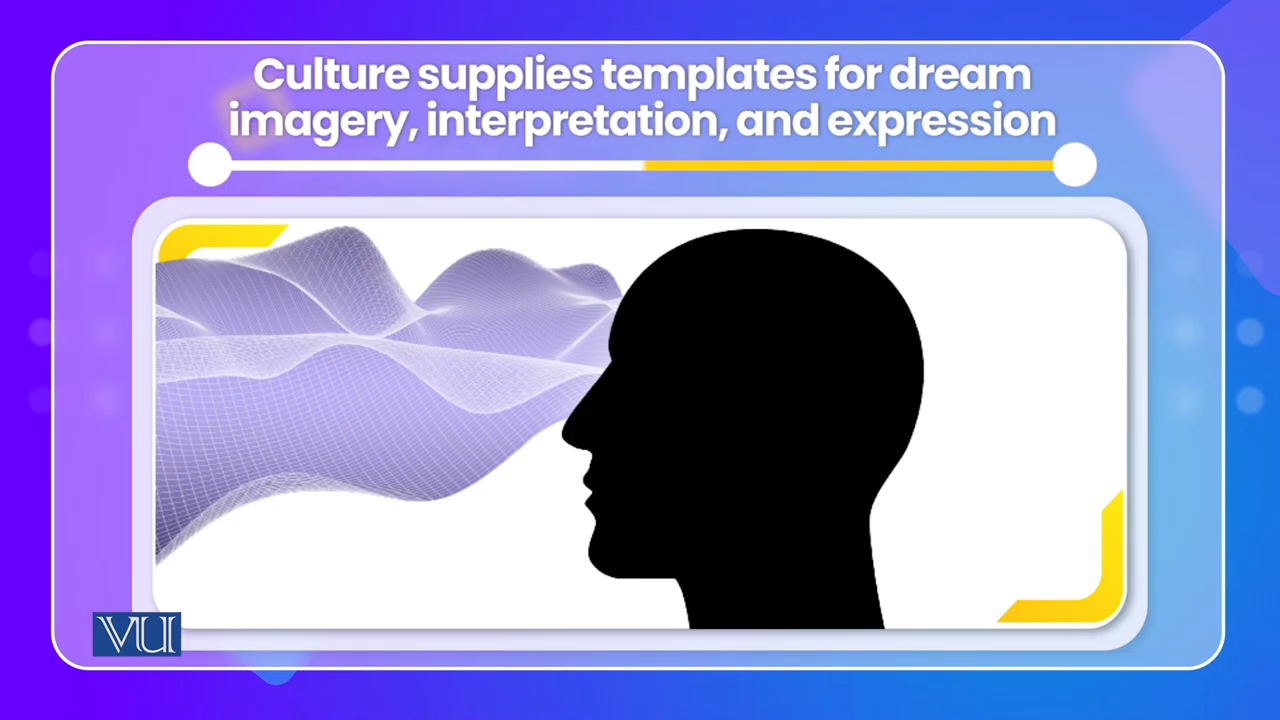 Culture supplies templates for dream
imagery, interpretation, and expression
VU